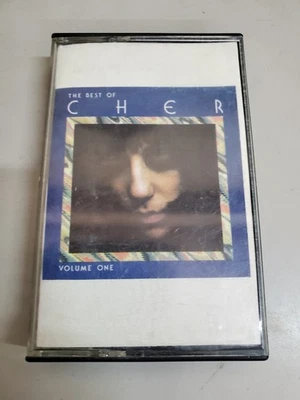 THE BEST OF
CHER
VOLUME ONE